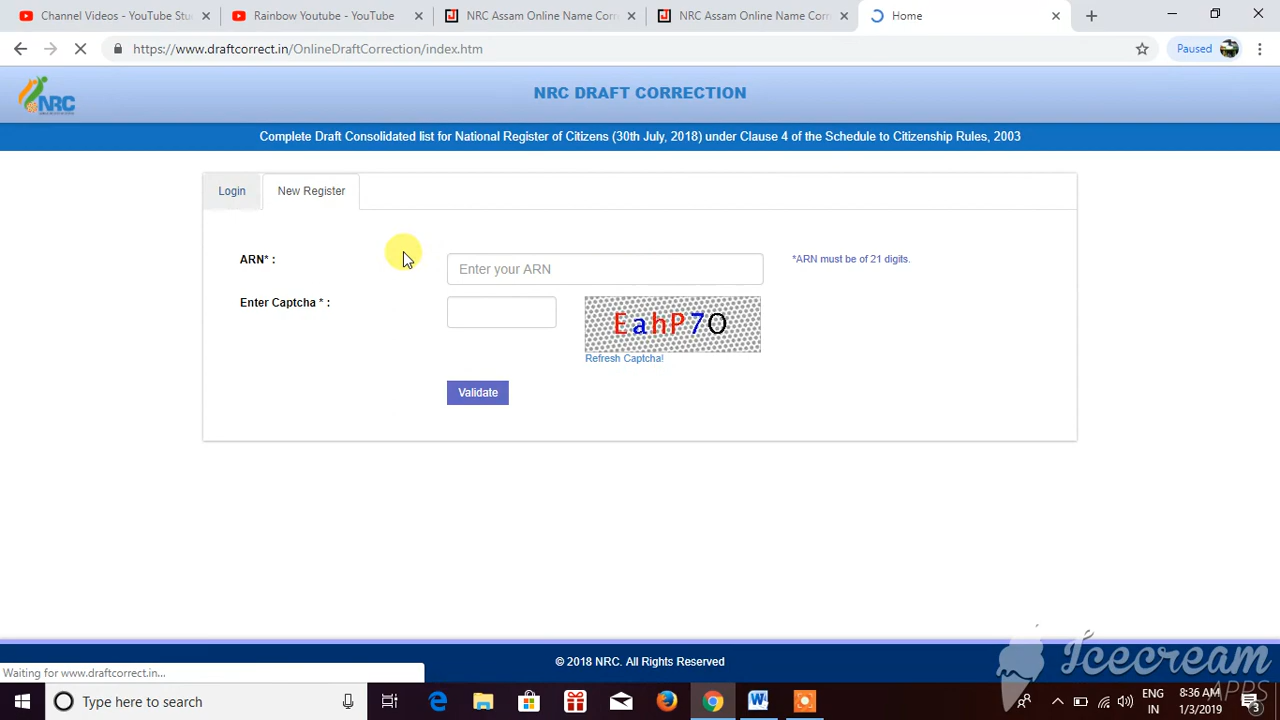 Channel Videos - YouTube Stu
Rainbow Youtube - YouTube
NRC Assam Online Name Corr
NRC Assam Online Name Corr
Home
https://www.draftcorrect.in/OnlineDraftCorrection/index.htm
Paused
NRC
NRC DRAFT CORRECTION
Complete Draft Consolidated list for National Register of Citizens (30th July, 2018) under Clause 4 of the Schedule to Citizenship Rules, 2003
Login
New Register
ARN* :
Enter your ARN
*ARN must be of 21 digits.
Enter Captcha * :
EahP7O
Refresh Captcha!
Validate
© 2018 NRC. All Rights Reserved
Waiting for www.draftcorrect.in...
Icecream
APPS
Type here to search
ENG
IN
8:36 AM
1/3/2019
3